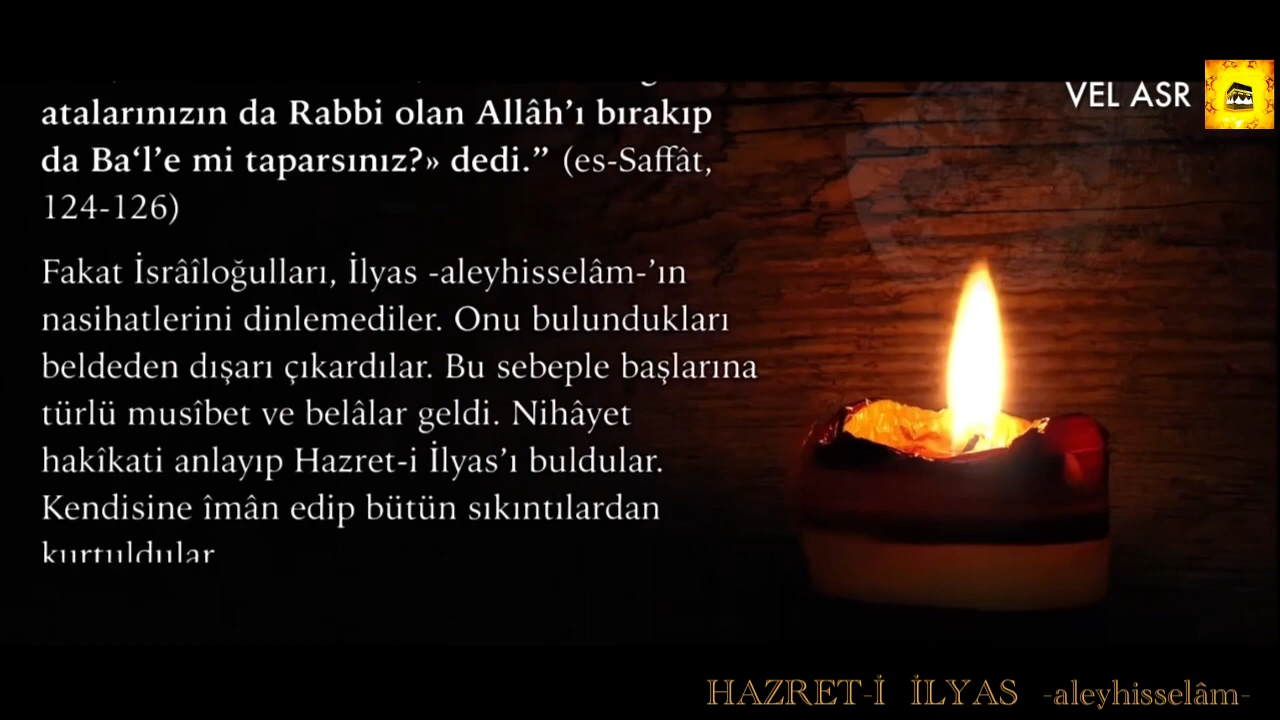 VEL ASR
atalarınızın da Rabbi olan Allâh’ı bırakıp
da Ba‘l’e mi taparsınız?» dedi.” (es-Saffât,
124-126)
Fakat İsrâîloğulları, İlyas -aleyhisselâm-’ın
nasihatlerini dinlemediler. Onu bulundukları
beldeden dışarı çıkardılar. Bu sebeple başlarına
türlü musîbet ve belâlar geldi. Nihâyet
hakîkati anlayıp Hazret-i İlyas’ı buldular.
Kendisine îmân edip bütün sıkıntılardan
kurtuldular
HAZRET-İ İLYAS -aleyhisselâm-